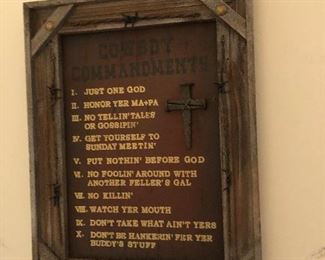 COWBOY
COMMANDMENTS
I. JUST ONE GOD
II. HONOR YER MA & PA
III. NO TELLIN' TALES
OR GOSSIPIN'
IV. GET YOURSELF TO
SUNDAY MEETIN'
V. PUT NOTHIN' BEFORE GOD
VI. NO FOOLIN' AROUND WITH
ANOTHER FELLER'S GAL
VII. NO KILLIN'
VIII. WATCH YER MOUTH
IX. DON'T TAKE WHAT AIN'T YERS
X. DON'T BE HANKERIN' FER YER
BUDDY'S STUFF